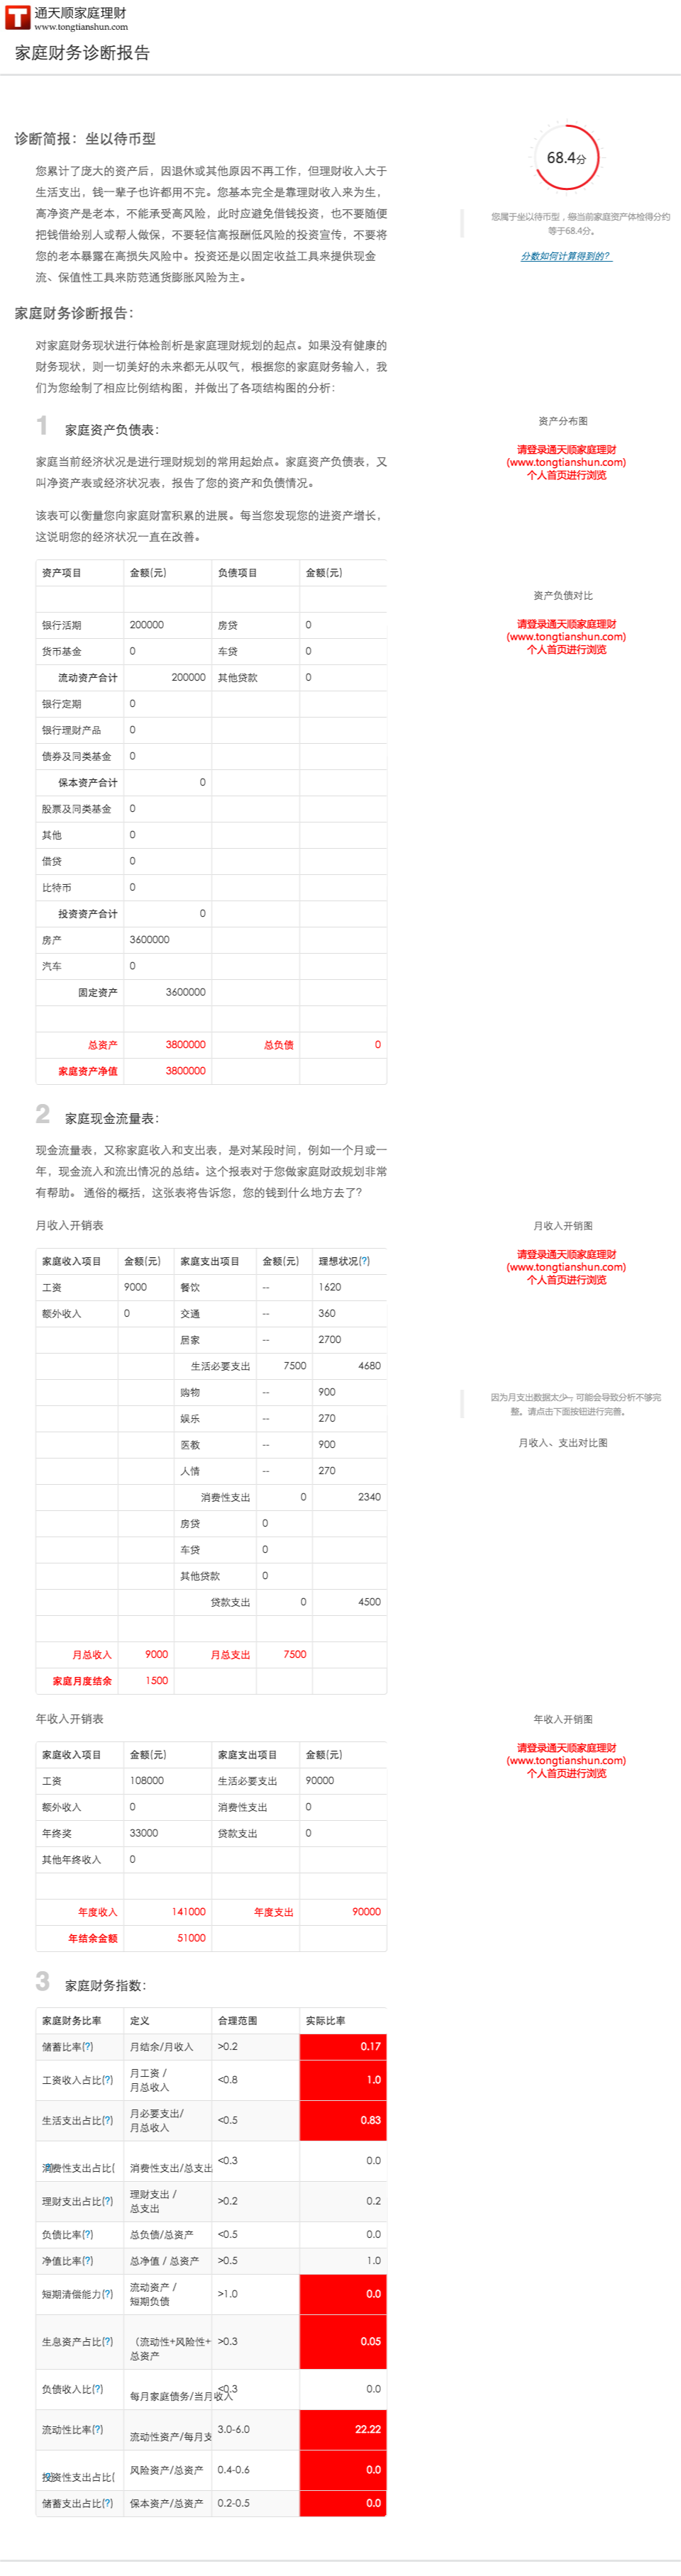 通天顺家庭理财
www.tongtianshun.com
家庭财务诊断报告
诊断简报：坐以待币型
您累计了庞大的资产后，因退休或其他原因不再工作，但理财收入大于
生活支出，钱一辈子也许都用不完。您基本完全是靠理财收入来为生，
高净资产是老本，不能承受高风险，此时应避免借钱投资，也不要随便
把钱借给别人或帮人做保，不要轻信高报酬低风险的投资宣传，不要将
您的老本暴露在高损失风险中。投资还是以固定收益工具来提供现金
流、保值性工具来防范通货膨胀风险为主。
68.4分
您属于坐以待币型，悬当前家庭资产体检得分约
等于68.4分。
分数如何计算得到的?
家庭财务诊断报告：
对家庭财务现状进行体检剖析是家庭理财规划的起点。如果没有健康的
财务现状，则一切美好的未来都无从叹气，根据您的家庭财务输入，我
们为您绘制了相应比例结构图，并做出了各项结构图的分析：
1 家庭资产负债表：
家庭当前经济状况是进行理财规划的常用起始点。家庭资产负债表，又
叫净资产表或经济状况表，报告了您的资产和负债情况。
该表可以衡量您向家庭财富积累的进展。每当您发现您的进资产增长，
这说明您的经济状况一直在改善。
资产分布图
请登录通天顺家庭理财
(www.tongtianshun.com)
个人首页进行浏览
资产负债对比
请登录通天顺家庭理财
(www.tongtianshun.com)
个人首页进行浏览
资产项目 金额(元) 负债项目 金额(元)
银行活期 200000 房贷 0
货币基金 0 车贷 0
流动资产合计 200000 其他贷款 0
银行定期 0
银行理财产品 0
债券及同类基金 0
保本资产合计 0
股票及同类基金 0
其他 0
借贷 0
比特币 0
投资资产合计 0
房产 3600000
汽车 0
固定资产 3600000
总资产 3800000 总负债 0
家庭资产净值 3800000
2 家庭现金流量表：
现金流量表，又称家庭收入和支出表，是对某段时间，例如一个月或一
年，现金流入和流出情况的总结。这个报表对于您做家庭财政规划非常
有帮助。 通俗的概括，这张表将告诉您，您的钱到什么地方去了?
月收入开销表
月收入开销图
请登录通天顺家庭理财
(www.tongtianshun.com)
个人首页进行浏览
家庭收入项目 金额(元) 家庭支出项目 金额(元) 理想状况(?)
工资 9000 餐饮 -- 1620
额外收入 0 交通 -- 360
居家 -- 2700
生活必要支出 7500 4680
购物 -- 900
娱乐 -- 270
医教 -- 900
人情 -- 270
消费性支出 0 2340
房贷 0
车贷 0
其他贷款 0
贷款支出 0 4500
月总收入 9000 月总支出 7500
家庭月度结余 1500
因为月支出数据太少，可能会导致分析不够完
整。请点击下面按钮进行完善。
月收入、支出对比图
年收入开销表
年收入开销图
请登录通天顺家庭理财
(www.tongtianshun.com)
个人首页进行浏览
家庭收入项目 金额(元) 家庭支出项目 金额(元)
工资 108000 生活必要支出 90000
额外收入 0 消费性支出 0
年终奖 33000 贷款支出 0
其他年终收入 0
年度收入 141000 年度支出 90000
年结余金额 51000
3 家庭财务指数：
家庭财务比率 定义 合理范围 实际比率
储蓄比率(?) 月结余/月收入 >0.2 0.17
工资收入占比(?) 月工资 /
月总收入 <0.8 1.0
生活支出占比(?) 月必要支出/
月总收入 <0.5 0.83
消费性支出占比( 消费性支出/总支出 <0.3 0.0
理财支出占比(?) 理财支出 /
总支出 >0.2 0.2
负债比率(?) 总负债/总资产 <0.5 0.0
净值比率(?) 总净值 / 总资产 >0.5 1.0
短期清偿能力(?) 流动资产 /
短期负债 >1.0 0.0
生息资产占比(?) （流动性+风险性+
总资产 >0.3 0.05
负债收入比(?) 每月家庭债务/当月收入 <0.3 0.0
流动性比率(?) 流动性资产/每月支 3.0-6.0 22.22
投资性支出占比( 风险资产/总资产 0.4-0.6 0.0
储蓄支出占比(?) 保本资产/总资产 0.2-0.5 0.0